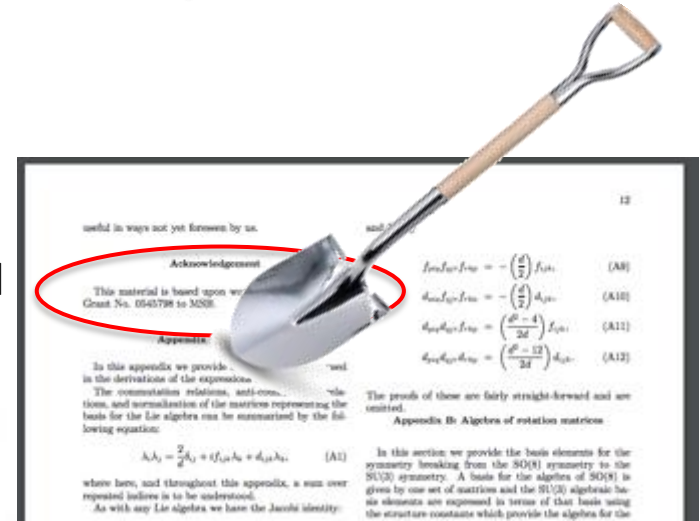 12
useful in ways not yet foreseen by us.
Acknowledgement
This material is based upon
Grant No. 0545798 to MSB.
Appendix
In this appendix we provide
in the derivations of the expressions
The commutation relations,
tions, and normalization of the matrices representing the
basis for the Lie algebra can be summarized by the fol-
lowing equation:
(A1)
where here, and throughout this appendix, a sum over
repeated indices is to be understood.
As with any Lie algebra we have the Jacobi identity:
and
(A9)
(A10)
(A11)
(A12)
The proofs of these are fairly straight-forward and are
omitted.
Appendix B: Algebra of rotation matrices
In this section we provide the basis elements for the
symmetry breaking from the SO(8) symmetry to the
SU(3) symmetry. A basis for the algebra of SO(8) is
given by one set of matrices and the SU(3) algebraic ba-
sis elements are expressed in terms of that basis using
the structure constants which provide the algebra for the